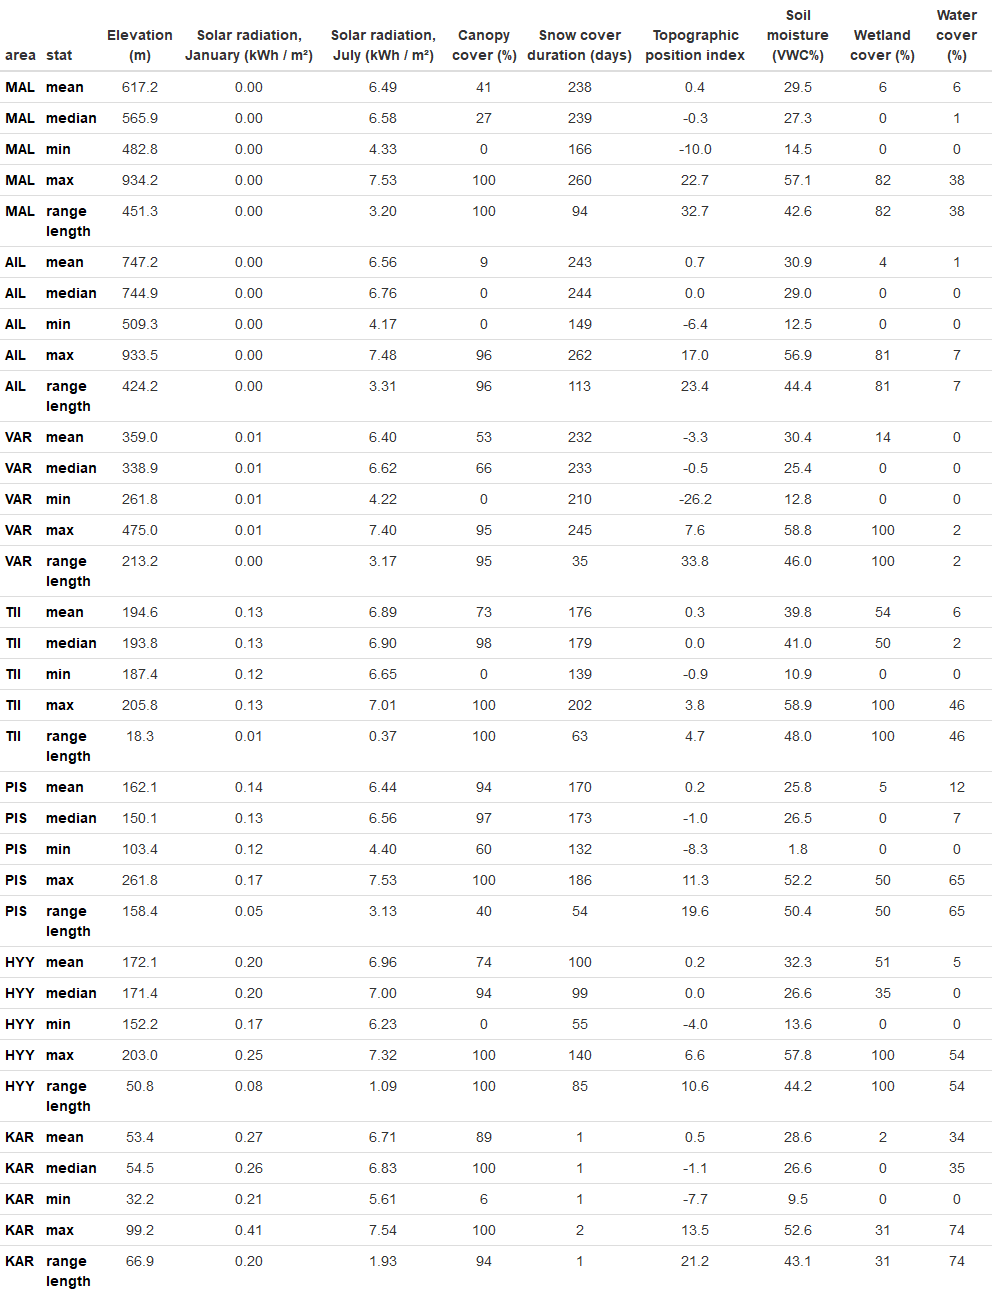 area stat Elevation (m) Solar radiation, January (kWh / m²) Solar radiation, July (kWh / m²) Canopy cover (%) Snow cover duration (days) Topographic position index Soil moisture (VWC%) Wetland cover (%) Water cover (%)
MAL mean 617.2 0.00 6.49 41 238 0.4 29.5 6 6
MAL median 565.9 0.00 6.58 27 239 -0.3 27.3 0 1
MAL min 482.8 0.00 4.33 0 166 -10.0 14.5 0 0
MAL max 934.2 0.00 7.53 100 260 22.7 57.1 82 38
MAL range length 451.3 0.00 3.20 100 94 32.7 42.6 82 38
AIL mean 747.2 0.00 6.56 9 243 0.7 30.9 4 1
AIL median 744.9 0.00 6.76 0 244 0.0 29.0 0 0
AIL min 509.3 0.00 4.17 0 149 -6.4 12.5 0 0
AIL max 933.5 0.00 7.48 96 262 17.0 56.9 81 7
AIL range length 424.2 0.00 3.31 96 113 23.4 44.4 81 7
VAR mean 359.0 0.01 6.40 53 232 -3.3 30.4 14 0
VAR median 338.9 0.01 6.62 66 233 -0.5 25.4 0 0
VAR min 261.8 0.01 4.22 0 210 -26.2 12.8 0 0
VAR max 475.0 0.01 7.40 95 245 7.6 58.8 100 2
VAR range length 213.2 0.00 3.17 95 35 33.8 46.0 100 2
TII mean 194.6 0.13 6.89 73 176 0.3 39.8 54 6
TII median 193.8 0.13 6.90 98 179 0.0 41.0 50 2
TII min 187.4 0.12 6.65 0 139 -0.9 10.9 0 0
TII max 205.8 0.13 7.01 100 202 3.8 58.9 100 46
TII range length 18.3 0.01 0.37 100 63 4.7 48.0 100 46
PIS mean 162.1 0.14 6.44 94 170 0.2 25.8 5 12
PIS median 150.1 0.13 6.56 97 173 -1.0 26.5 0 7
PIS min 103.4 0.12 4.40 60 132 -8.3 1.8 0 0
PIS max 261.8 0.17 7.53 100 186 11.3 52.2 50 65
PIS range length 158.4 0.05 3.13 40 54 19.6 50.4 50 65
HYY mean 172.1 0.20 6.96 74 100 0.2 32.3 51 5
HYY median 171.4 0.20 7.00 94 99 0.0 26.6 35 0
HYY min 152.2 0.17 6.23 0 55 -4.0 13.6 0 0
HYY max 203.0 0.25 7.32 100 140 6.6 57.8 100 54
HYY range length 50.8 0.08 1.09 100 85 10.6 44.2 100 54
KAR mean 53.4 0.27 6.71 89 1 0.5 28.6 2 34
KAR median 54.5 0.26 6.83 100 1 -1.1 26.6 0 35
KAR min 32.2 0.21 5.61 6 1 -7.7 9.5 0 0
KAR max 99.2 0.41 7.54 100 2 13.5 52.6 31 74
KAR range length 66.9 0.20 1.93 94 1 21.2 43.1 31 74